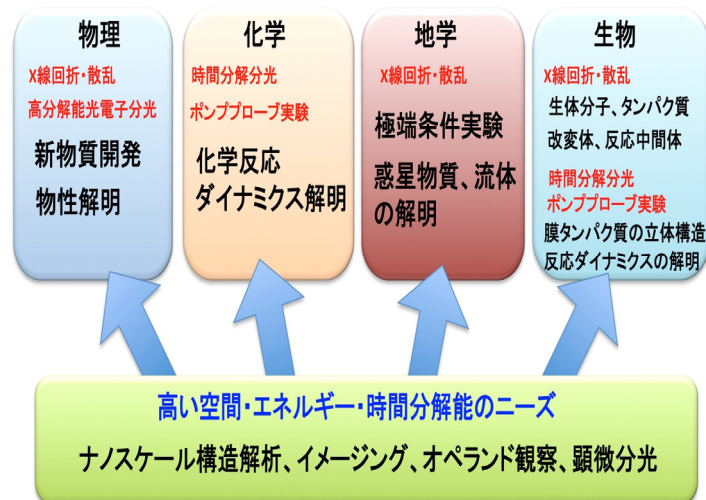 物理
X線回折・散乱
高分解能光電子分光
新物質開発
物性解明
化学
時間分解分光
ポンププローブ実験
化学反応
ダイナミクス解明
地学
X線回折・散乱
極端条件実験
惑星物質、流体
の解明
生物
X線回折・散乱
生体分子、タンパク質
改変体、反応中間体
時間分解分光
ポンププローブ実験
膜タンパク質の立体構造
反応ダイナミクスの解明
高い空間・エネルギー・時間分解能のニーズ
ナノスケール構造解析、イメージング、オペランド観察、顕微分光